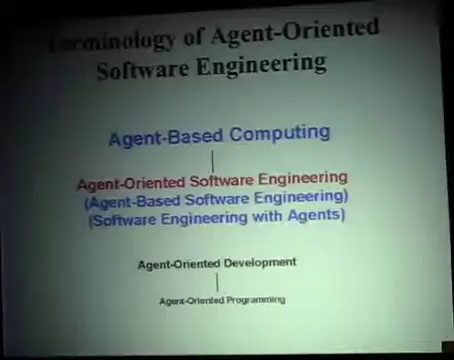 Terminology of Agent-Oriented
Software Engineering
Agent-Based Computing
Agent-Oriented Software Engineering
(Agent-Based Software Engineering)
(Software Engineering with Agents)
Agent-Oriented Development
Agent-Oriented Programming